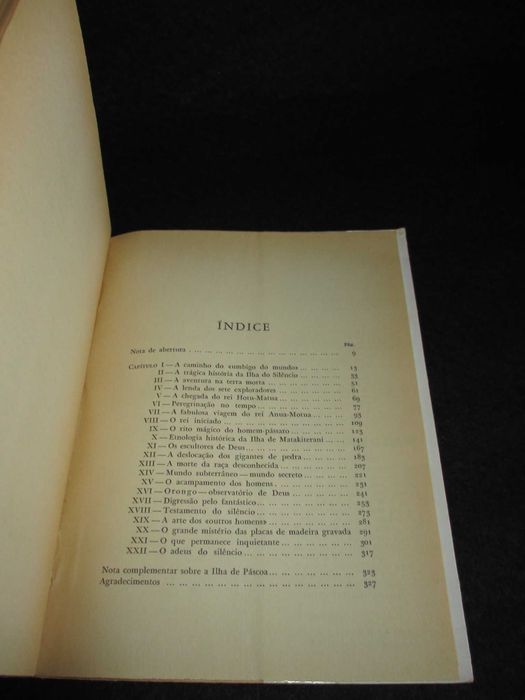 ÍNDICE
Pág.
Nota de abertura ... ... ... ... ... ... ... ... ... ... ... ... ... 9
CAPÍTULO I — A caminho do «umbigo do mundo» ... ... ... ... 13
II — A trágica história da Ilha do Silêncio ... ... ... 33
III — A aventura na terra morta ... ... ... ... ... ... 51
IV — A lenda dos sete exploradores ... ... ... ... ... 61
V — A chegada do rei Hotu-Matua ... ... ... ... ... 69
VI — Peregrinação no tempo ... ... ... ... ... ... ... 77
VII — A fabulosa viagem do rei Anua-Motua ... ... ... 93
VIII — O rei iniciado ... ... ... ... ... ... ... ... ... 109
IX — O rito mágico do homem-pássaro ... ... ... ... 123
X — Etnologia histórica da Ilha de Matakiterani ... ... 141
XI — Os escultores de Deus ... ... ... ... ... ... ... 167
XII — A deslocação dos gigantes de pedra ... ... ... ... 185
XIII — A morte da raça desconhecida ... ... ... ... ... 207
XIV — Mundo subterrâneo — mundo secreto ... ... ... ... 221
XV — O acampamento dos homens ... ... ... ... ... ... 231
XVI — Orongo — observatório de Deus ... ... ... ... ... 241
XVII — Digressão pelo fantástico ... ... ... ... ... ... ... 253
XVIII — Testamento do silêncio ... ... ... ... ... ... ... 273
XIX — A arte dos «outros homens» ... ... ... ... ... ... 281
XX — O grande mistério das placas de madeira gravada 291
XXI — O que permanece inquietante ... ... ... ... ... ... 301
XXII — O adeus do silêncio ... ... ... ... ... ... ... ... 317
Nota complementar sobre a Ilha de Páscoa ... ... ... ... ... ... 323
Agradecimentos ... ... ... ... ... ... ... ... ... ... ... ... ... 327